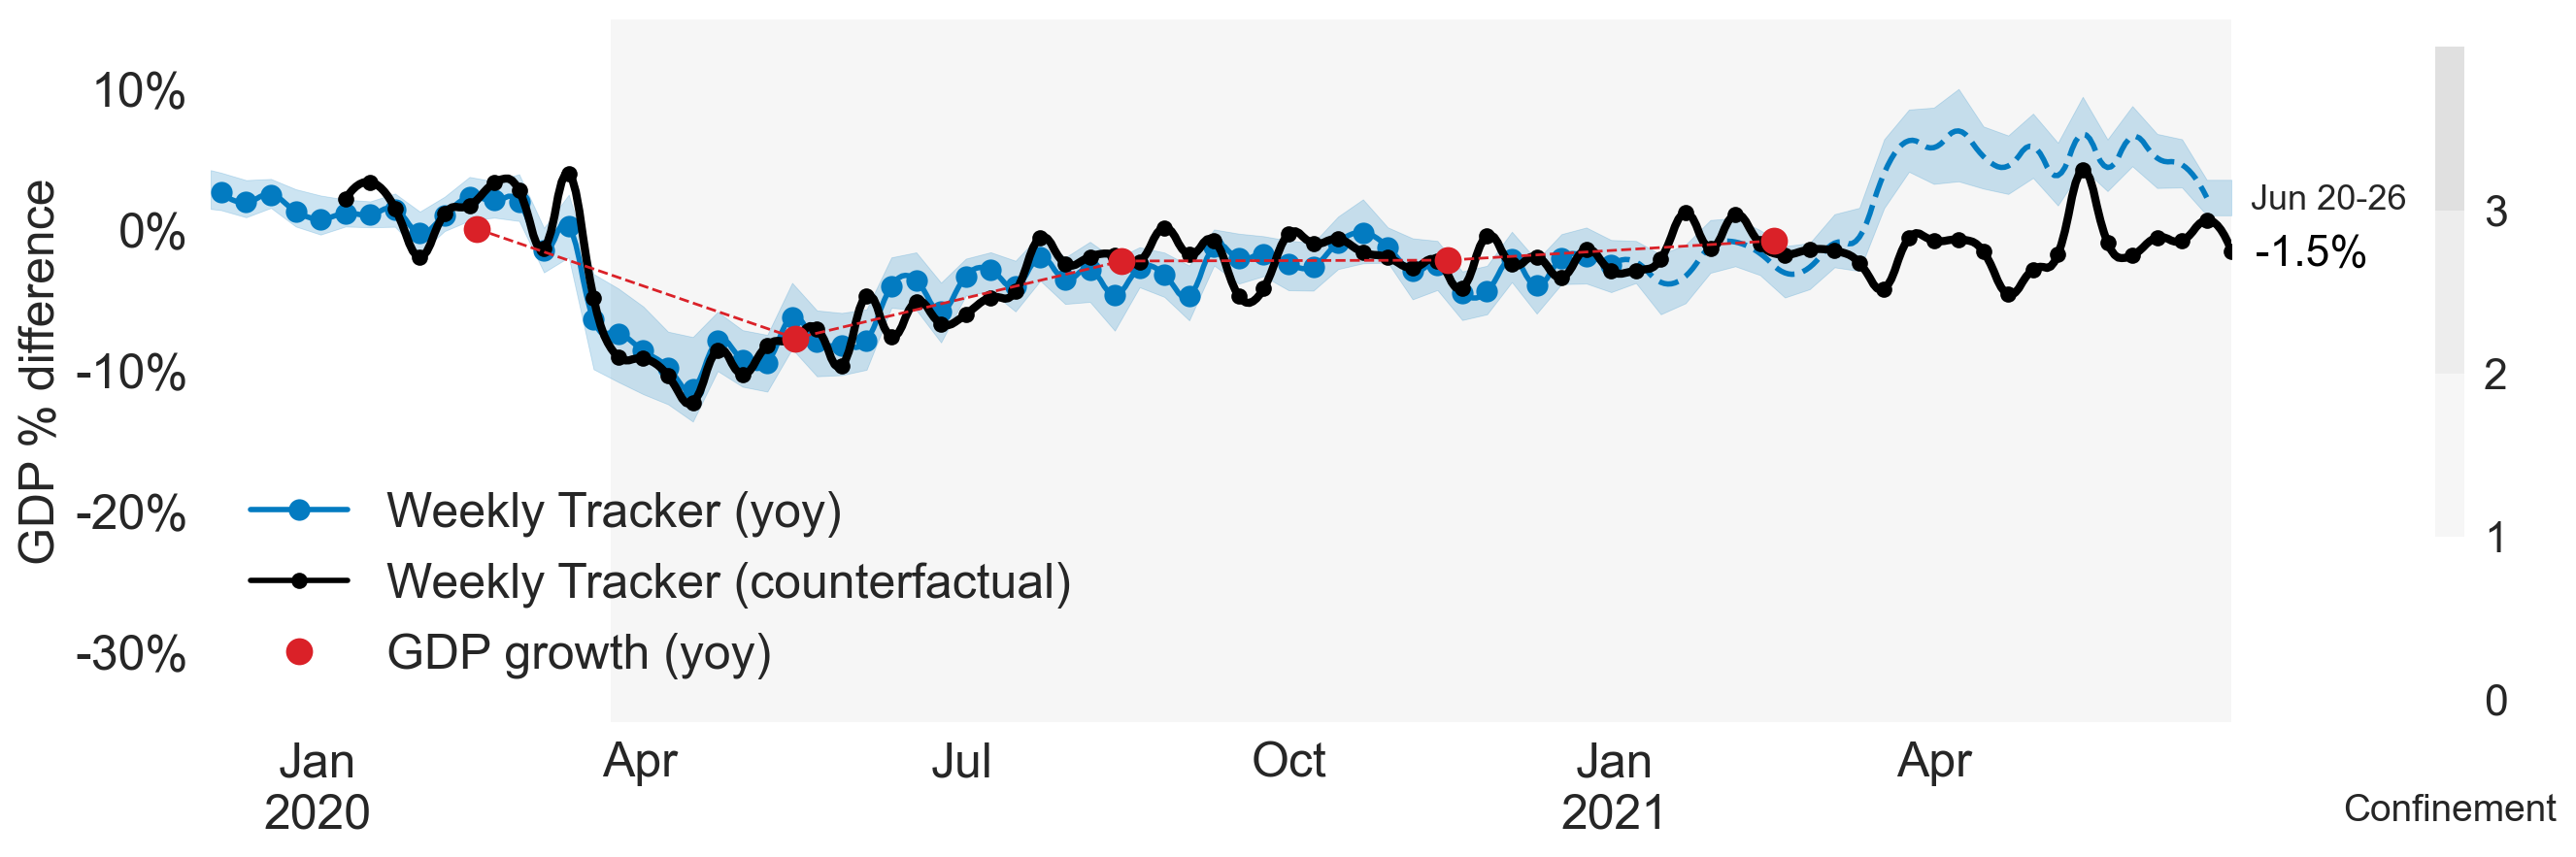 GDP % difference
10%
0%
-10%
-20%
-30%
Weekly Tracker (yoy)
Weekly Tracker (counterfactual)
GDP growth (yoy)
Jan
2020
Apr
Jul
Oct
Jan
2021
Apr
Jun 20-26
-1.5%
3
2
1
0
Confinement